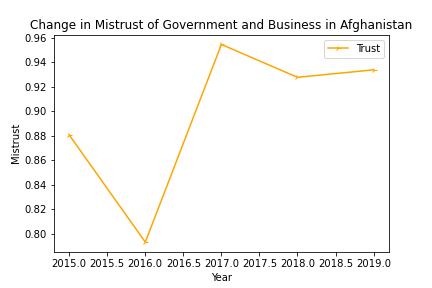 Change in Mistrust of Government and Business in Afghanistan
Trust
0.96
0.94
0.92
0.90
0.88
0.86
0.84
0.82
0.80
Mistrust
2015.0 2015.5 2016.0 2016.5 2017.0 2017.5 2018.0 2018.5 2019.0
Year